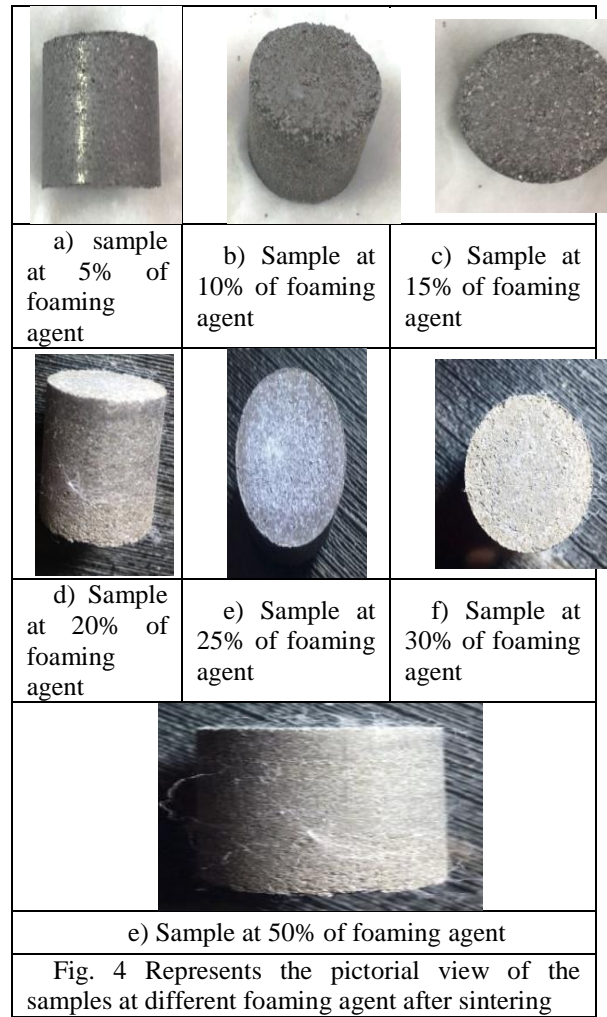 a) sample
at 5% of
foaming
agent
b) Sample at
10% of foaming
agent
c) Sample at
15% of foaming
agent
d) Sample
at 20% of
foaming
agent
e) Sample at
25% of foaming
agent
f) Sample at
30% of foaming
agent
e) Sample at 50% of foaming agent
Fig. 4 Represents the pictorial view of the
samples at different foaming agent after sintering